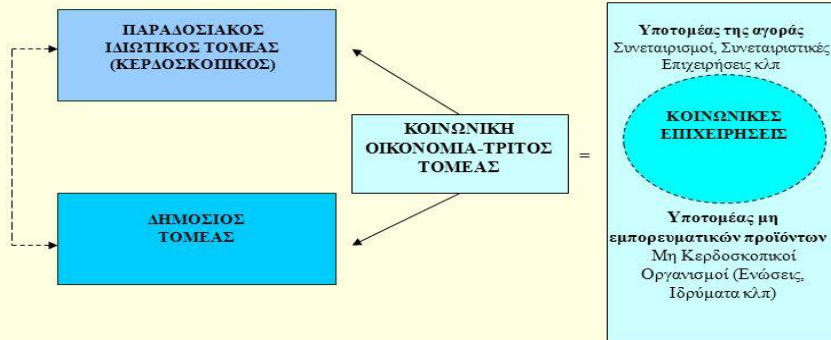 ΠΑΡΑΔΟΣΙΑΚΟΣ
ΙΔΙΩΤΙΚΟΣ ΤΟΜΕΑΣ
(ΚΕΡΔΟΣΚΟΠΙΚΟΣ)
ΔΗΜΟΣΙΟΣ
ΤΟΜΕΑΣ
ΚΟΙΝΩΝΙΚΗ
ΟΙΚΟΝΟΜΙΑ-ΤΡΙΤΟΣ
ΤΟΜΕΑΣ
=
Υποτομέας της αγοράς
Συνεταιρισμοί, Συνεταιριστικές
Επιχειρήσεις κλπ
ΚΟΙΝΩΝΙΚΕΣ
ΕΠΙΧΕΙΡΗΣΕΙΣ
Υποτομέας μη
εμπορευματικών προϊόντων
Μη Κερδοσκοπικοί
Οργανισμοί (Ενώσεις,
Ιδρύματα κλπ)